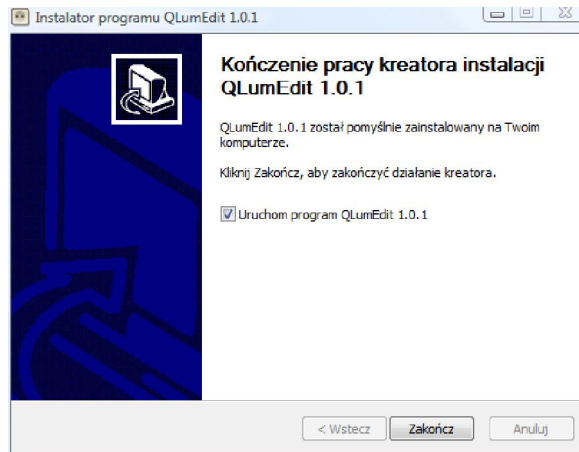 Instalator programu QLumEdit 1.0.1
Kończenie pracy kreatora instalacji
QLumEdit 1.0.1
QLumEdit 1.0.1 został pomyślnie zainstalowany na Twoim
komputerze.
Kliknij Zakończ, aby zakończyć działanie kreatora.
Uruchom program QLumEdit 1.0.1
< Wstecz
Zakończ
Anuluj